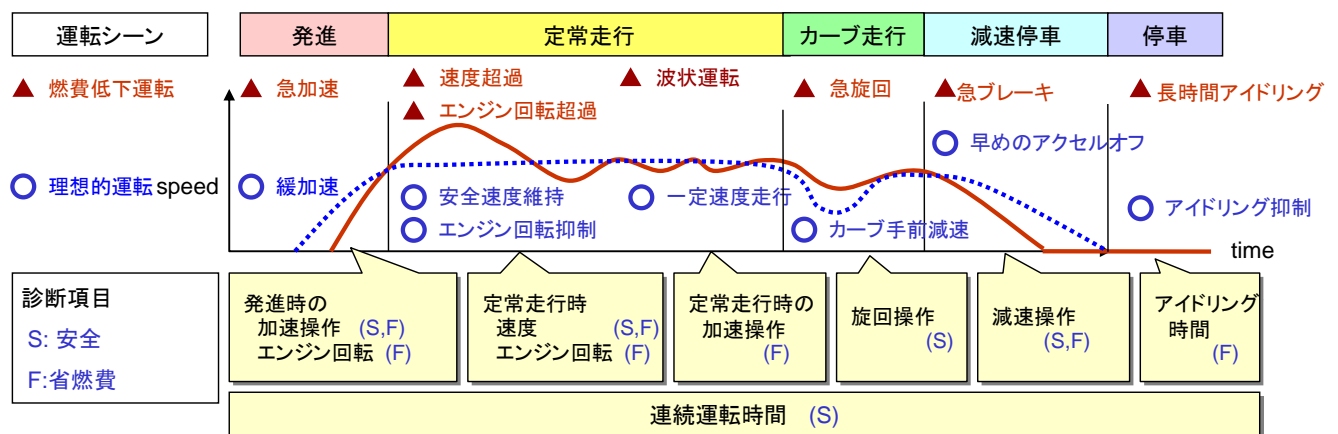 運転シーン
発進
定常走行
カーブ走行
減速停車
停車
▲ 燃費低下運転
▲ 急加速
▲ 速度超過
▲ 波状運転
▲ エンジン回転超過
▲ 急旋回
▲ 急ブレーキ
▲ 長時間アイドリング
○ 早めのアクセルオフ
○ 理想的運転
speed
○ 緩加速
○ 安全速度維持
○ 一定速度走行
○ エンジン回転抑制
○ カーブ手前減速
○ アイドリング抑制
time
診断項目
S: 安全
F:省燃費
発進時の
加速操作 (S,F)
エンジン回転 (F)
定常走行時
速度 (S,F)
エンジン回転 (F)
定常走行時の
加速操作
(F)
旋回操作
(S)
減速操作
(S,F)
アイドリング
時間
(F)
連続運転時間 (S)